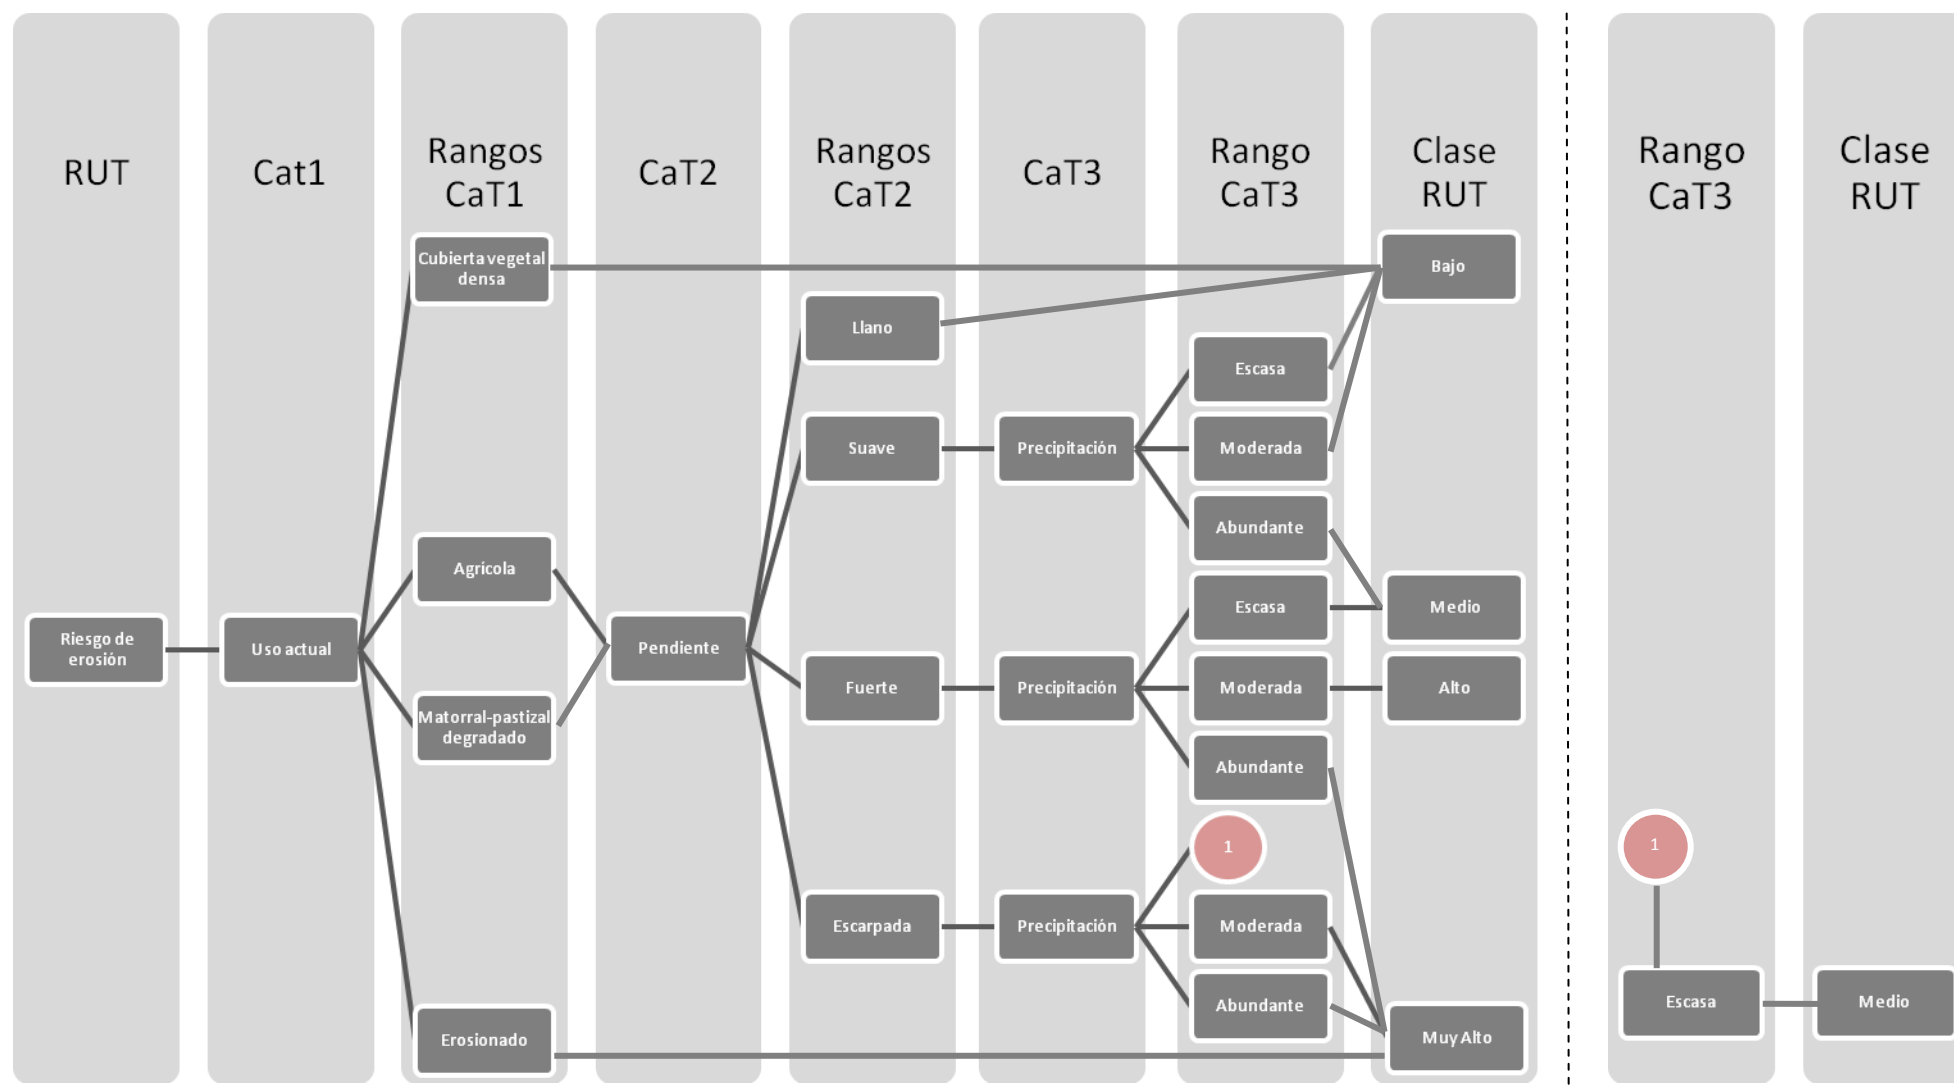 RUT
Cat1
Rangos
CaT1
CaT2
Rangos
CaT2
CaT3
Rango
CaT3
Clase
RUT
Rango
CaT3
Clase
RUT
Riesgo de
erosión
Uso actual
Cubierta vegetal
densa
Agrícola
Matorral-pastizal
degradado
Erosionado
Pendiente
Llano
Suave
Fuerte
Escarpada
Precipitación
Precipitación
Precipitación
Escasa
Moderada
Abundante
Escasa
Moderada
Abundante
1
Moderada
Abundante
Bajo
Medio
Alto
Muy Alto
1
Escasa
Medio